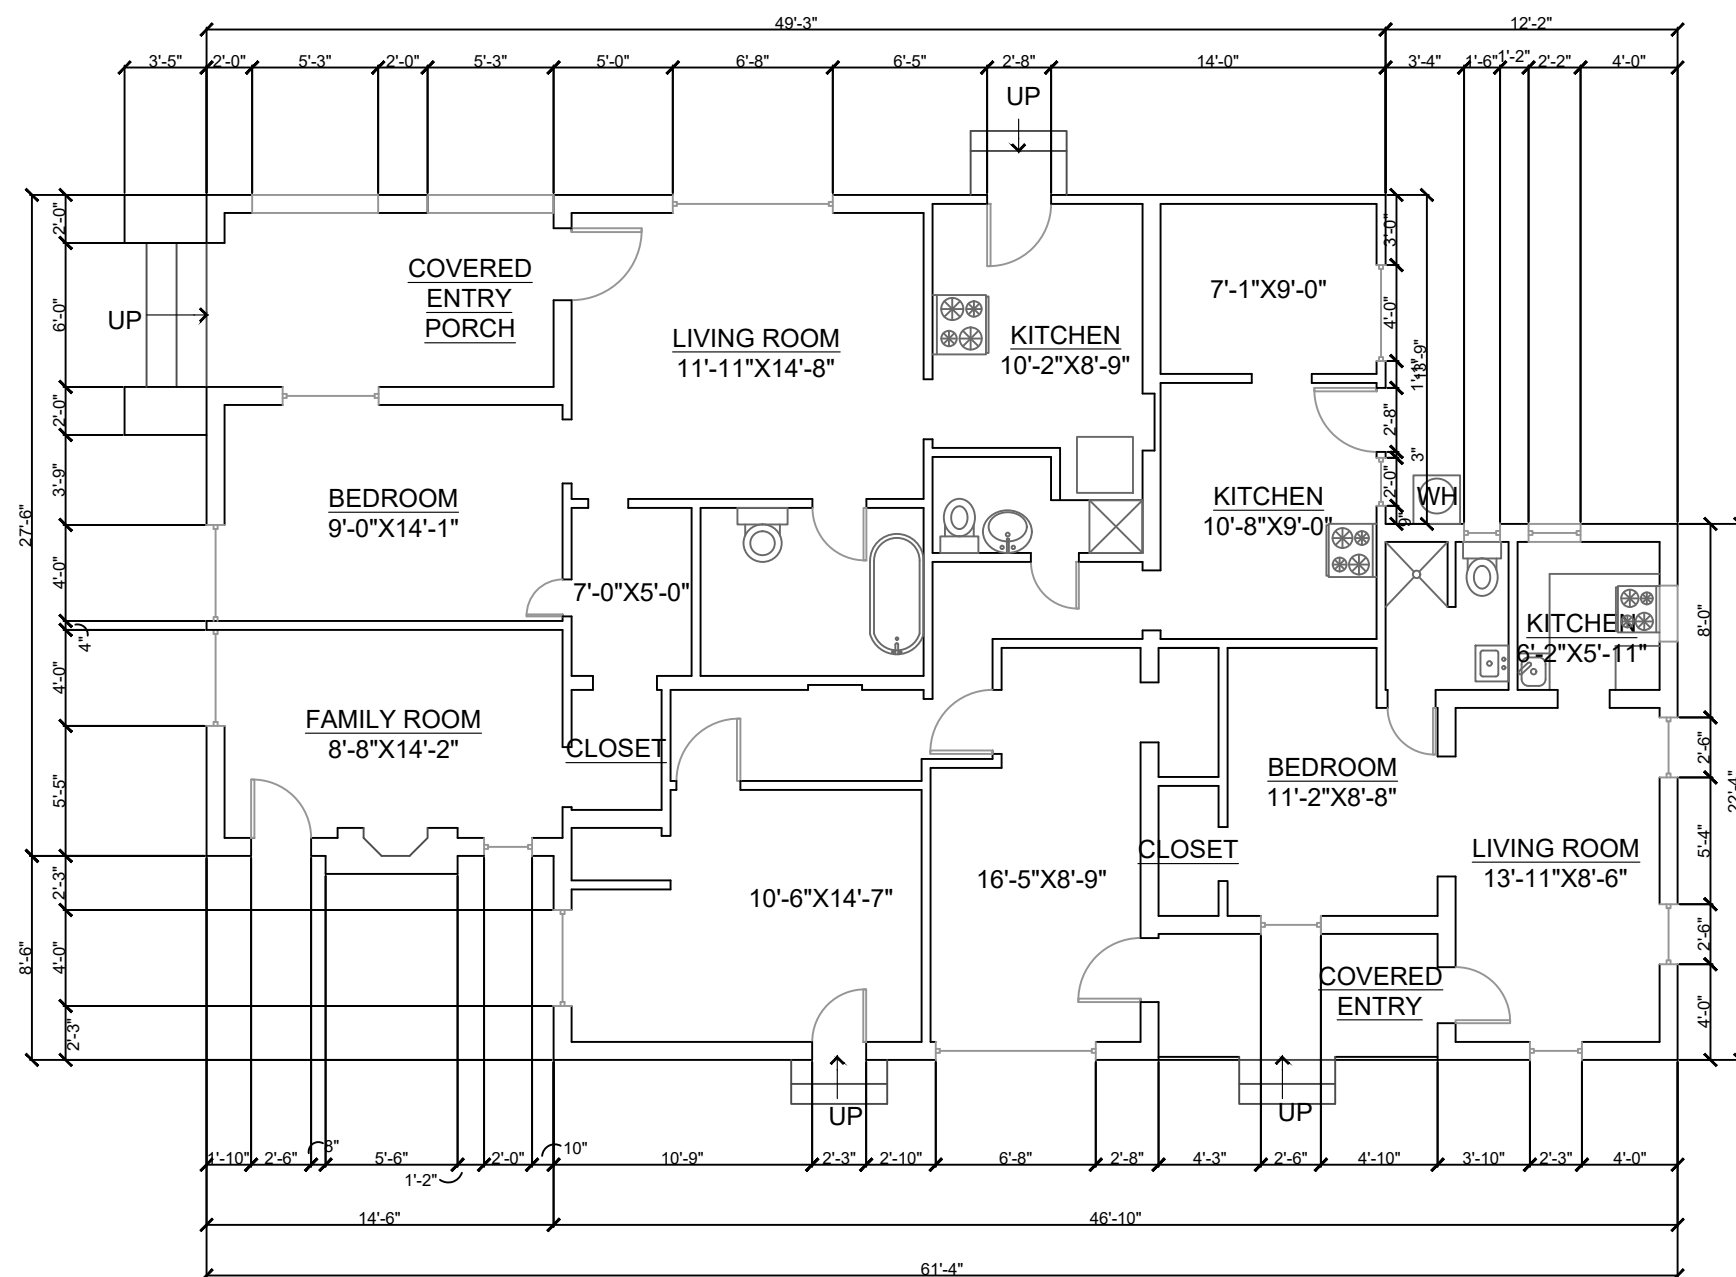 49'-3"
12'-2"
3'-5"
2'-0"
5'-3"
2'-0"
5'-3"
5'-0"
6'-8"
6'-5"
2'-8"
14'-0"
3'-4"
1'-6"
1'-2"
2'-2"
4'-0"
UP
2'-0"
6'-0"
2'-0"
3'-9"
4'-0"
4"
4'-0"
5'-5"
2'-3"
4'-0"
2'-3"
27'-6"
8'-6"
UP
COVERED
ENTRY
PORCH
LIVING ROOM
11'-11"X14'-8"
KITCHEN
10'-2"X8'-9"
7'-1"X9'-0"
3'-0"
4'-0"
13'-9"
2'-8"
3"
2'-0"
9"
WH
BEDROOM
9'-0"X14'-1"
KITCHEN
10'-8"X9'-0"
7'-0"X5'-0"
KITCHEN
6'-2"X5'-11"
8'-0"
FAMILY ROOM
8'-8"X14'-2"
CLOSET
BEDROOM
11'-2"X8'-8"
2'-6"
5'-4"
2'-6"
4'-0"
22'-4"
CLOSET
LIVING ROOM
13'-11"X8'-6"
10'-6"X14'-7"
16'-5"X8'-9"
COVERED
ENTRY
UP
UP
1'-10"
2'-6"
8"
5'-6"
1'-2"
2'-0"
10"
10'-9"
2'-3"
2'-10"
6'-8"
2'-8"
4'-3"
2'-6"
4'-10"
3'-10"
2'-3"
4'-0"
14'-6"
46'-10"
61'-4"